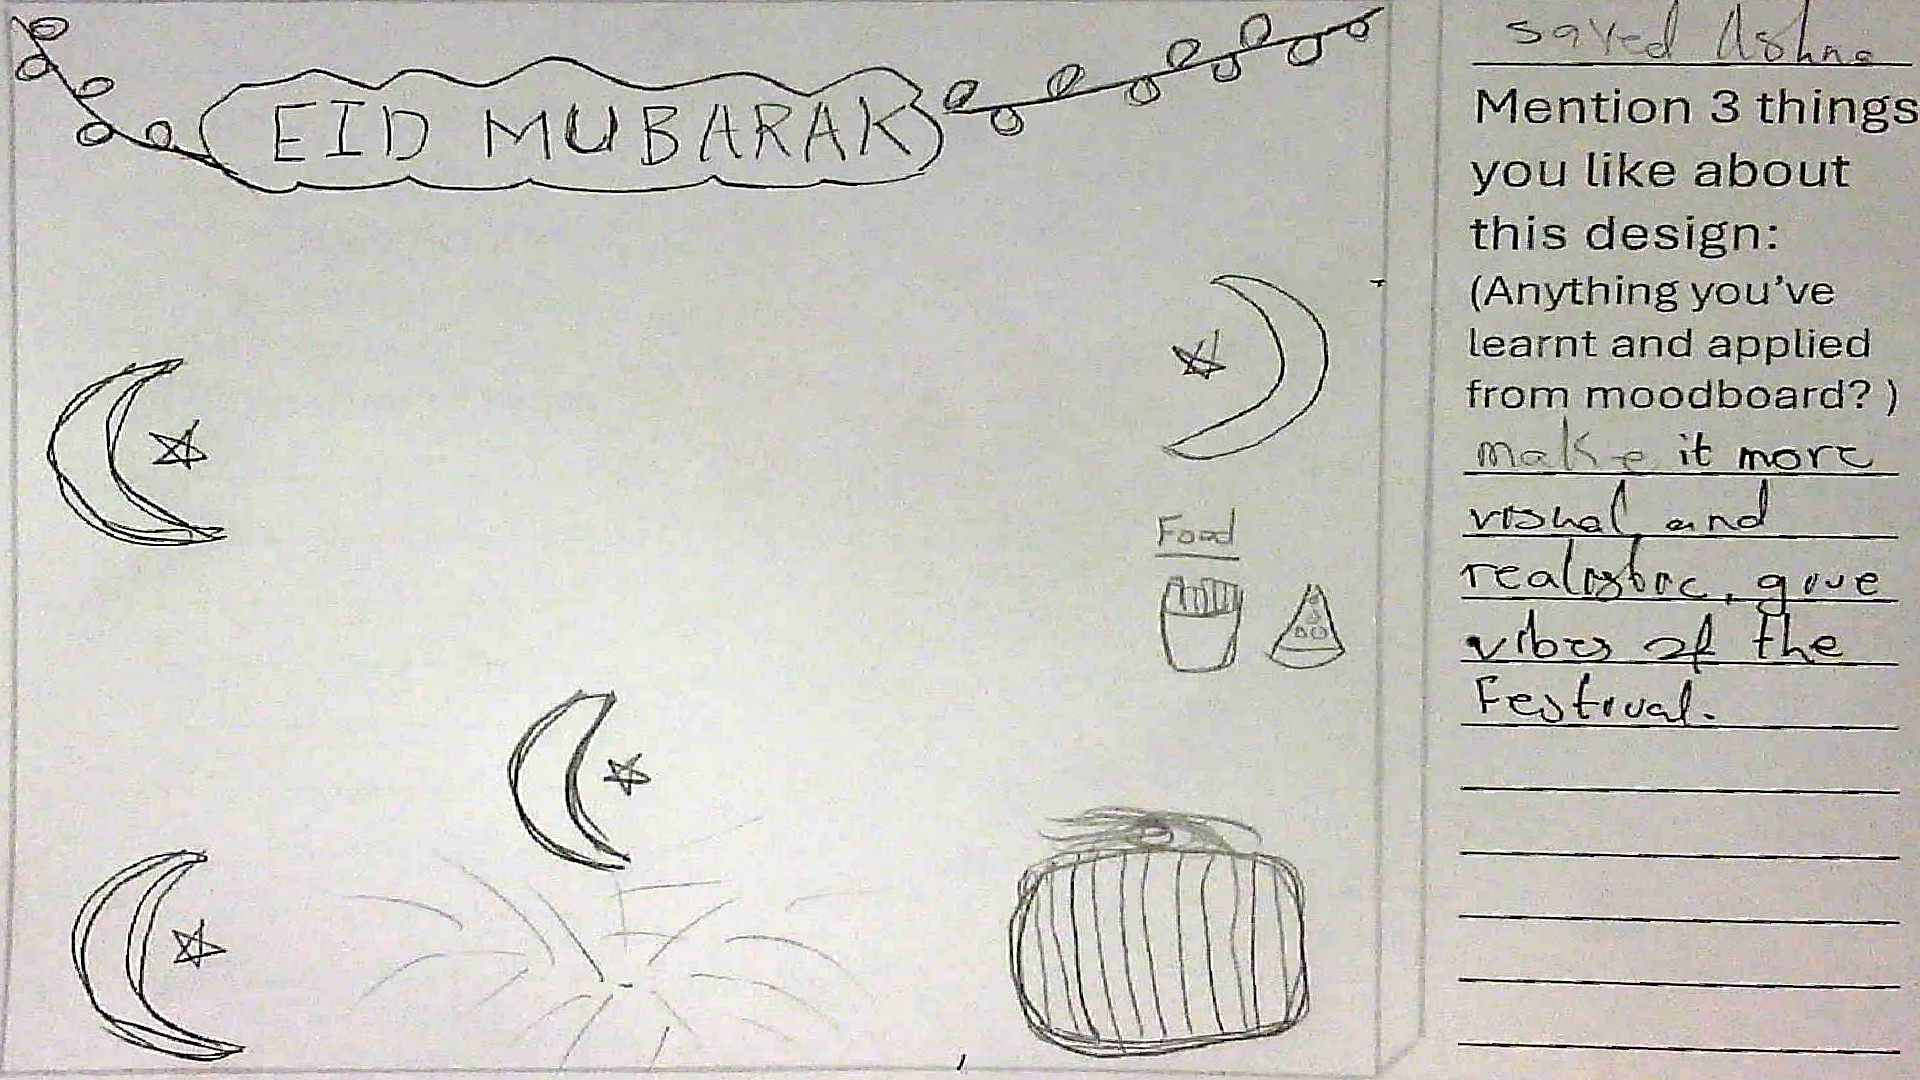 EID MUBARAK
Food
Sayed Ashna
Mention 3 things
you like about
this design:
(Anything you've
learnt and applied
from moodboard? )
make it more
visual and
realistic, give
vibes of the
Festival.